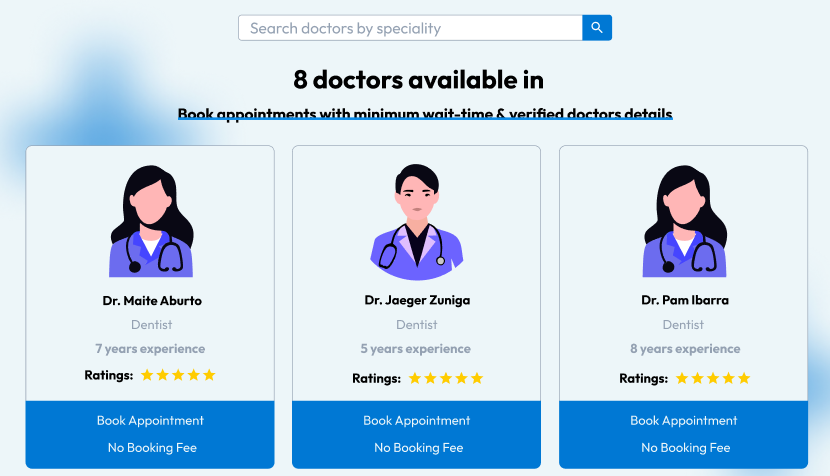 Search doctors by speciality
8 doctors available in
Book appointments with minimum wait-time & verified doctors details
Dr. Maite Aburto
Dentist
7 years experience
Ratings:
Book Appointment
No Booking Fee
Dr. Jaeger Zuniga
Dentist
5 years experience
Ratings:
Book Appointment
No Booking Fee
Dr. Pam Ibarra
Dentist
8 years experience
Ratings:
Book Appointment
No Booking Fee